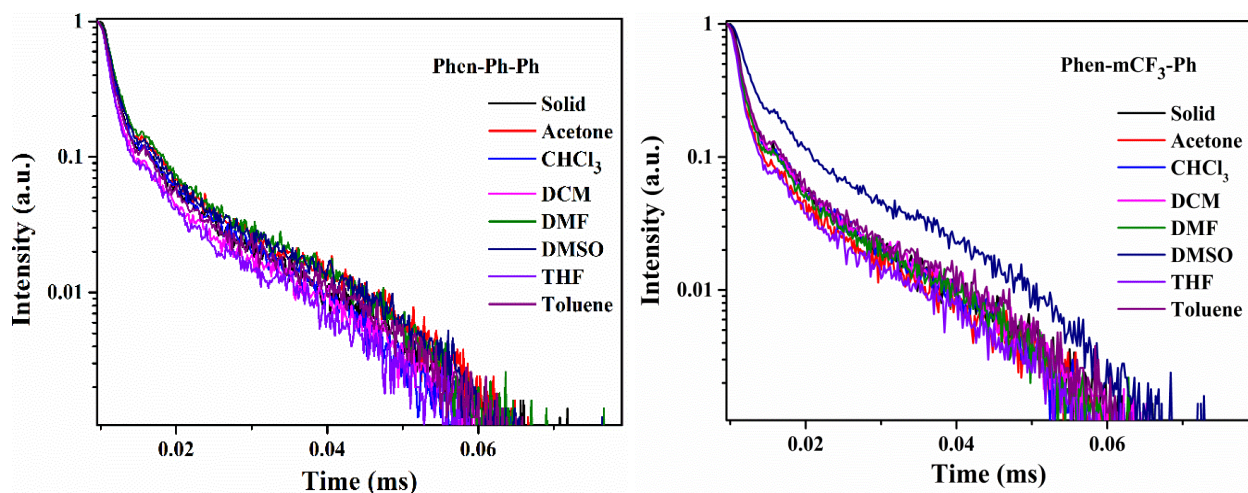 Phcn-Ph-Ph
Solid
Acetone
CHCl3
DCM
DMF
DMSO
THF
Toluene
1
0.1
0.01
0.02
0.04
0.06
Intensity (a.u.)
Time (ms)
Phen-mCF3-Ph
Solid
Acetone
CHCl3
DCM
DMF
DMSO
THF
Toluene
1
0.1
0.01
0.02
0.04
0.06
Intensity (a.u.)
Time (ms)